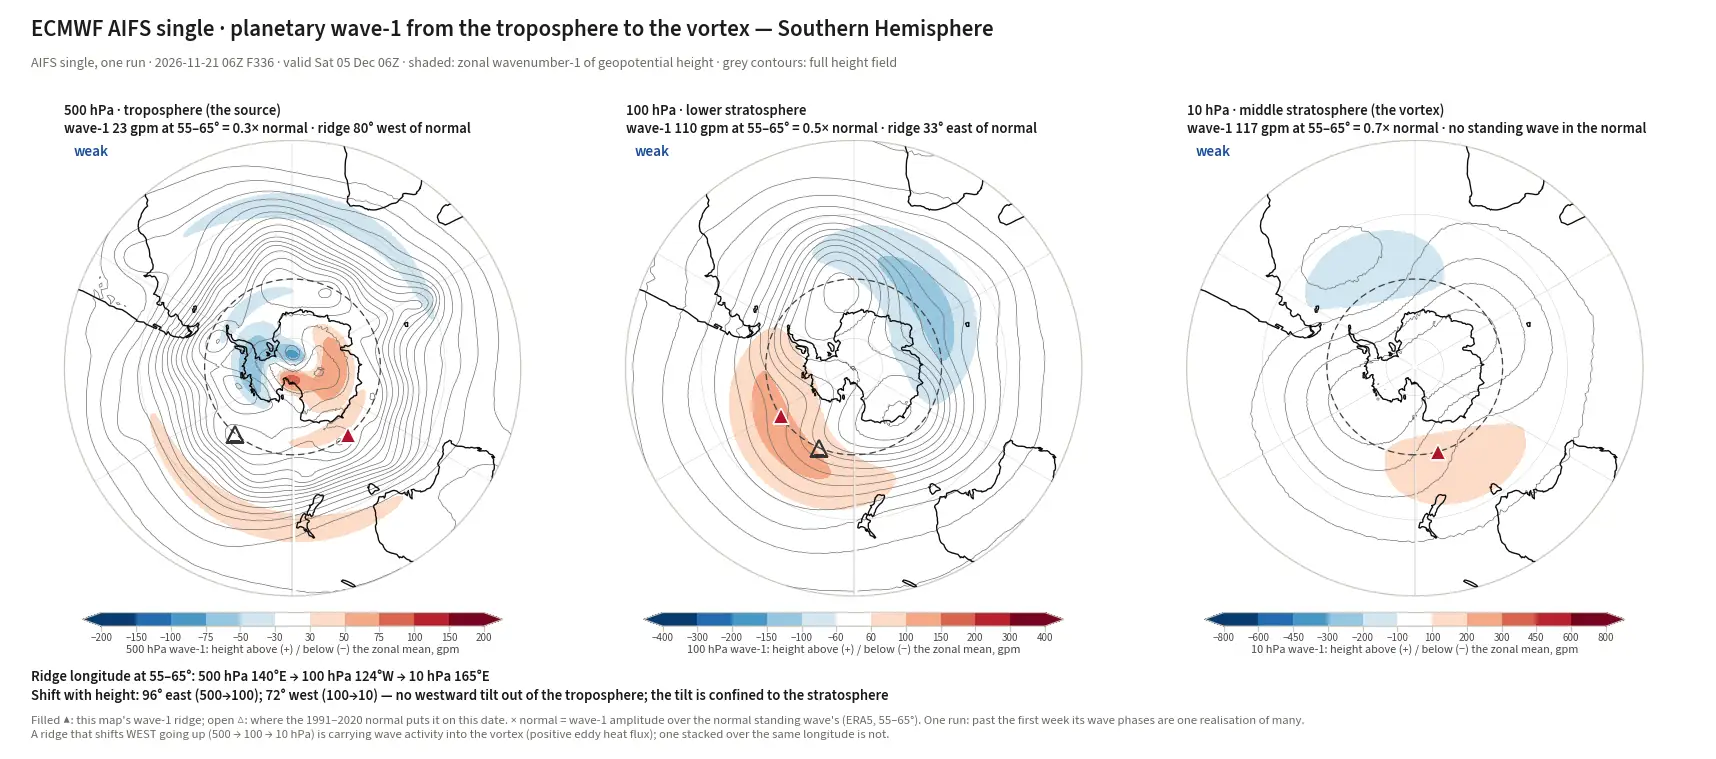 ECMWF AIFS single · planetary wave-1 from the troposphere to the vortex — Southern Hemisphere
AIFS single, one run · 2026-11-21 06Z F336 · valid Sat 05 Dec 06Z · shaded: zonal wavenumber-1 of geopotential height · grey contours: full height field
500 hPa · troposphere (the source)
wave-1 23 gpm at 55–65° = 0.3× normal · ridge 80° west of normal
weak
100 hPa · lower stratosphere
wave-1 110 gpm at 55–65° = 0.5× normal · ridge 33° east of normal
weak
10 hPa · middle stratosphere (the vortex)
wave-1 117 gpm at 55–65° = 0.7× normal · no standing wave in the normal
weak
−200 −150 −100 −75 −50 −30 30 50 75 100 150 200
500 hPa wave-1: height above (+) / below (−) the zonal mean, gpm
−400 −300 −200 −150 −100 −60 60 100 150 200 300 400
100 hPa wave-1: height above (+) / below (−) the zonal mean, gpm
−800 −600 −450 −300 −200 −100 100 200 300 450 600 800
10 hPa wave-1: height above (+) / below (−) the zonal mean, gpm
Ridge longitude at 55–65°: 500 hPa 140°E → 100 hPa 124°W → 10 hPa 165°E
Shift with height: 96° east (500→100); 72° west (100→10) — no westward tilt out of the troposphere; the tilt is confined to the stratosphere
Filled ▲: this map's wave-1 ridge; open △: where the 1991–2020 normal puts it on this date. × normal = wave-1 amplitude over the normal standing wave's (ERA5, 55–65°). One run: past the first week its wave phases are one realisation of many.
A ridge that shifts WEST going up (500 → 100 → 10 hPa) is carrying wave activity into the vortex (positive eddy heat flux); one stacked over the same longitude is not.